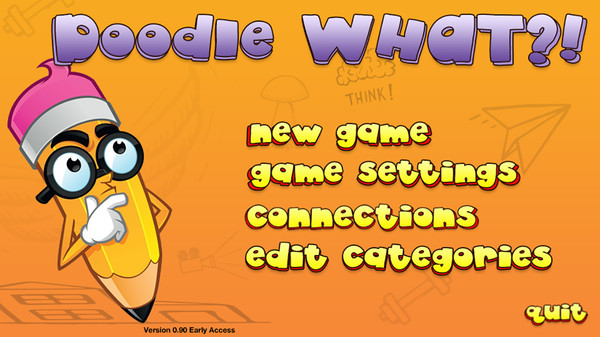 Doodle WHAT?!
THINK!
new game
game settings
connections
edit categories
quit
Version 0.90 Early Access